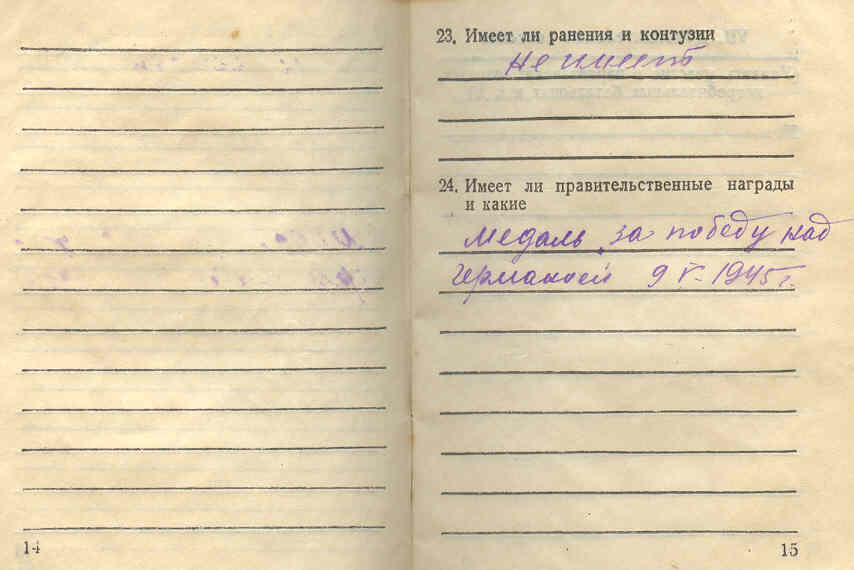 23. Имеет ли ранения и контузии
не имеет
24. Имеет ли правительственные награды
и какие
медаль за победу над
Германией 9 V-1945 г.
14
15